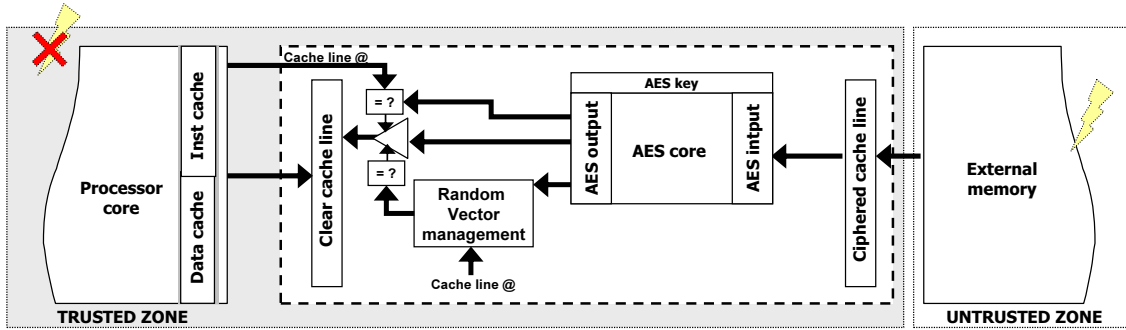 Cache line @
AES key
= ?
Inst cache
Clear cache line
AES output
AES core
AES intput
Ciphered cache line
Processor
core
External
memory
= ?
Data cache
Random
Vector
management
Cache line @
TRUSTED ZONE
UNTRUSTED ZONE